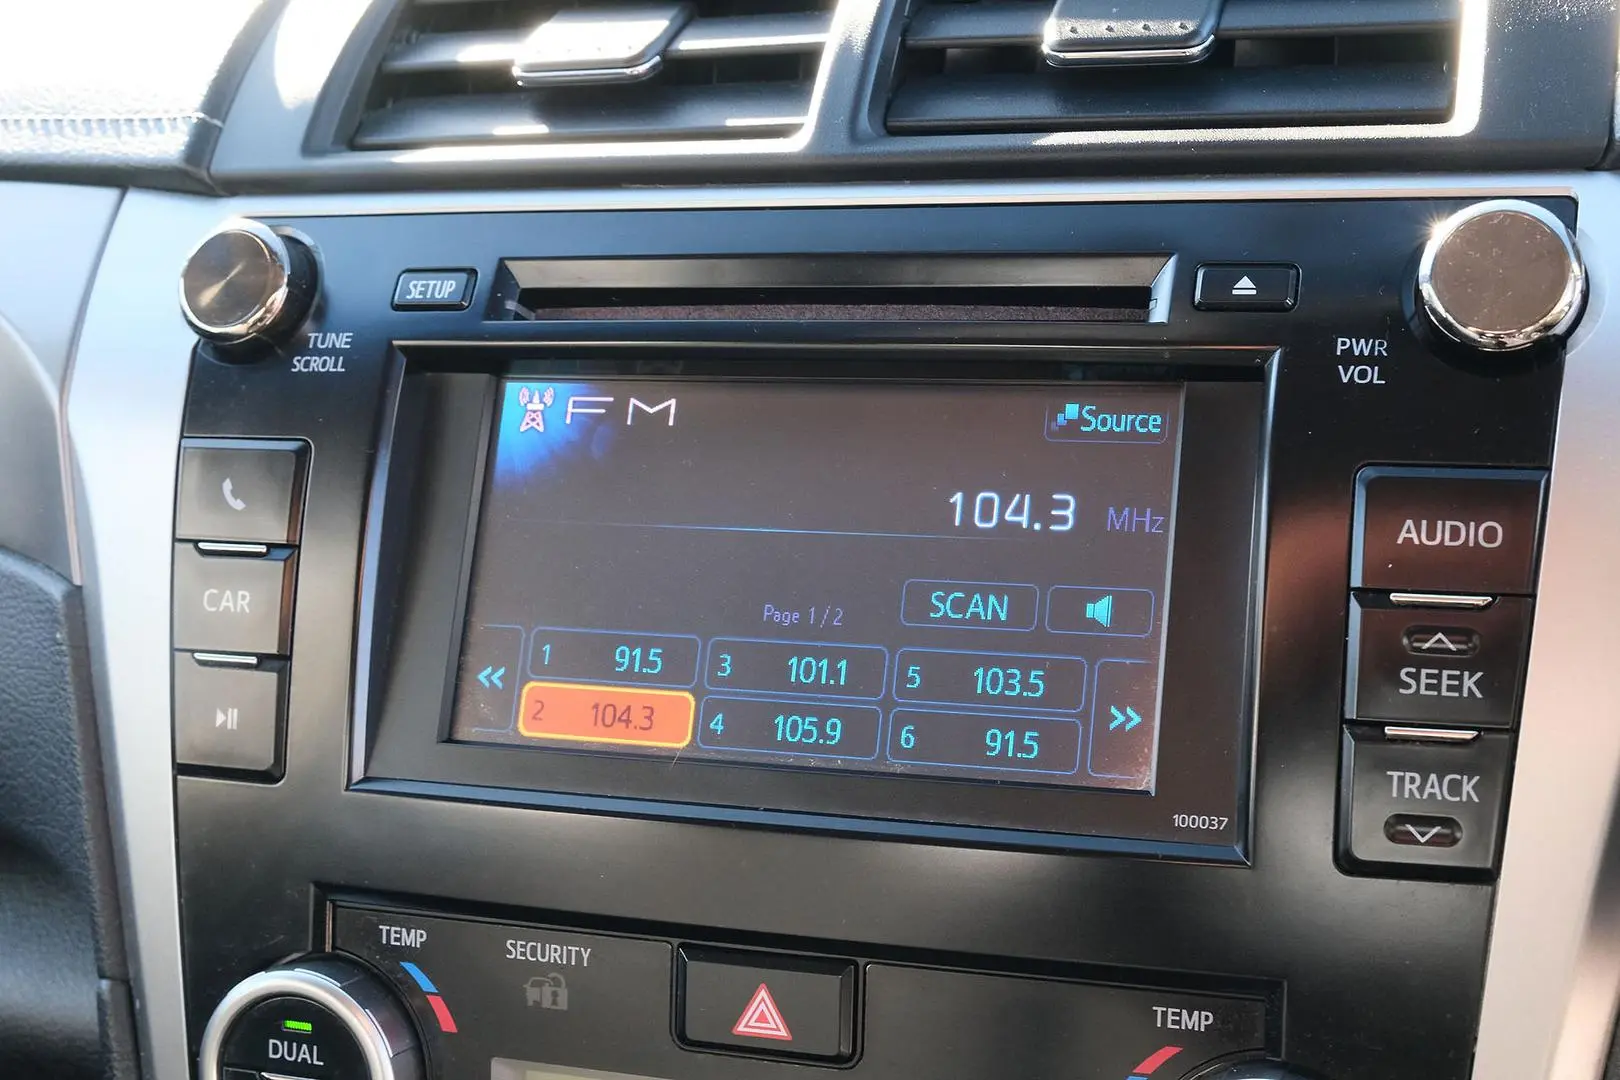 SETUP
TUNE
SCROLL
PWR
VOL
FM
Source
104.3 MHz
Page 1/2
SCAN
1 91.5
3 101.1
5 103.5
2 104.3
4 105.9
6 91.5
100037
CAR
AUDIO
SEEK
TRACK
TEMP
SECURITY
DUAL
TEMP